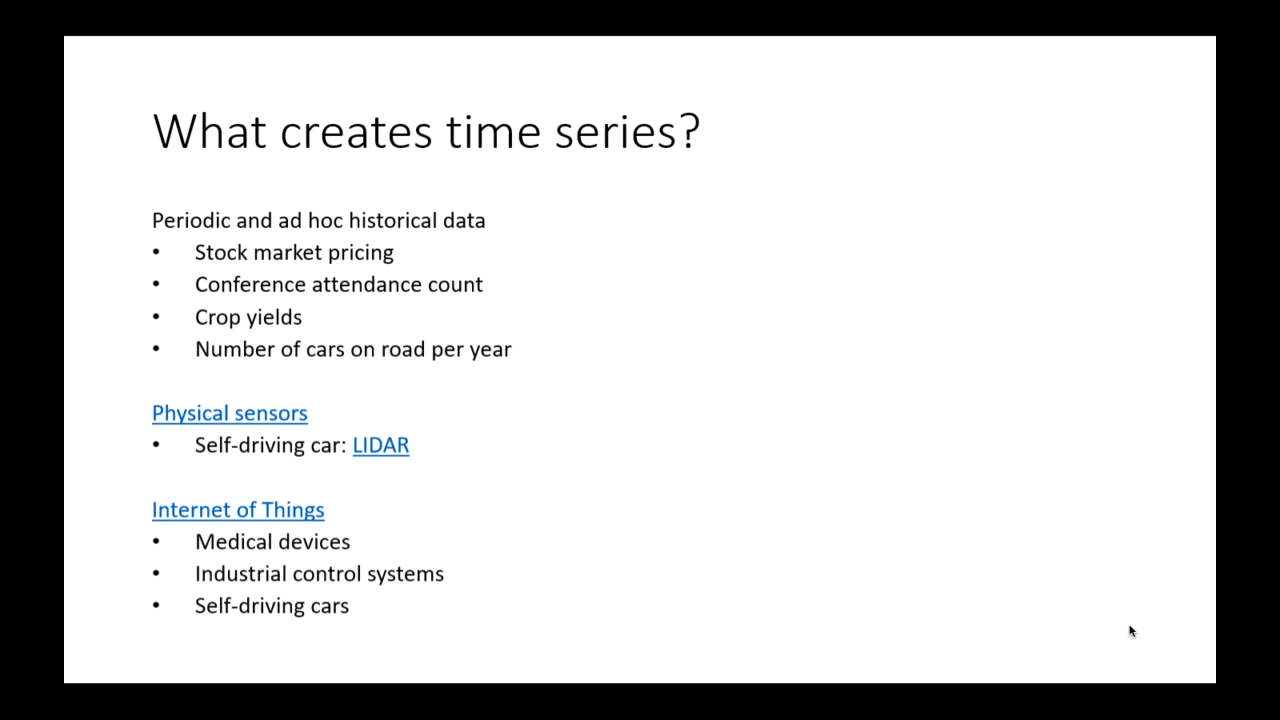 What creates time series?
Periodic and ad hoc historical data
• Stock market pricing
• Conference attendance count
• Crop yields
• Number of cars on road per year
Physical sensors
• Self-driving car: LIDAR
Internet of Things
• Medical devices
• Industrial control systems
• Self-driving cars